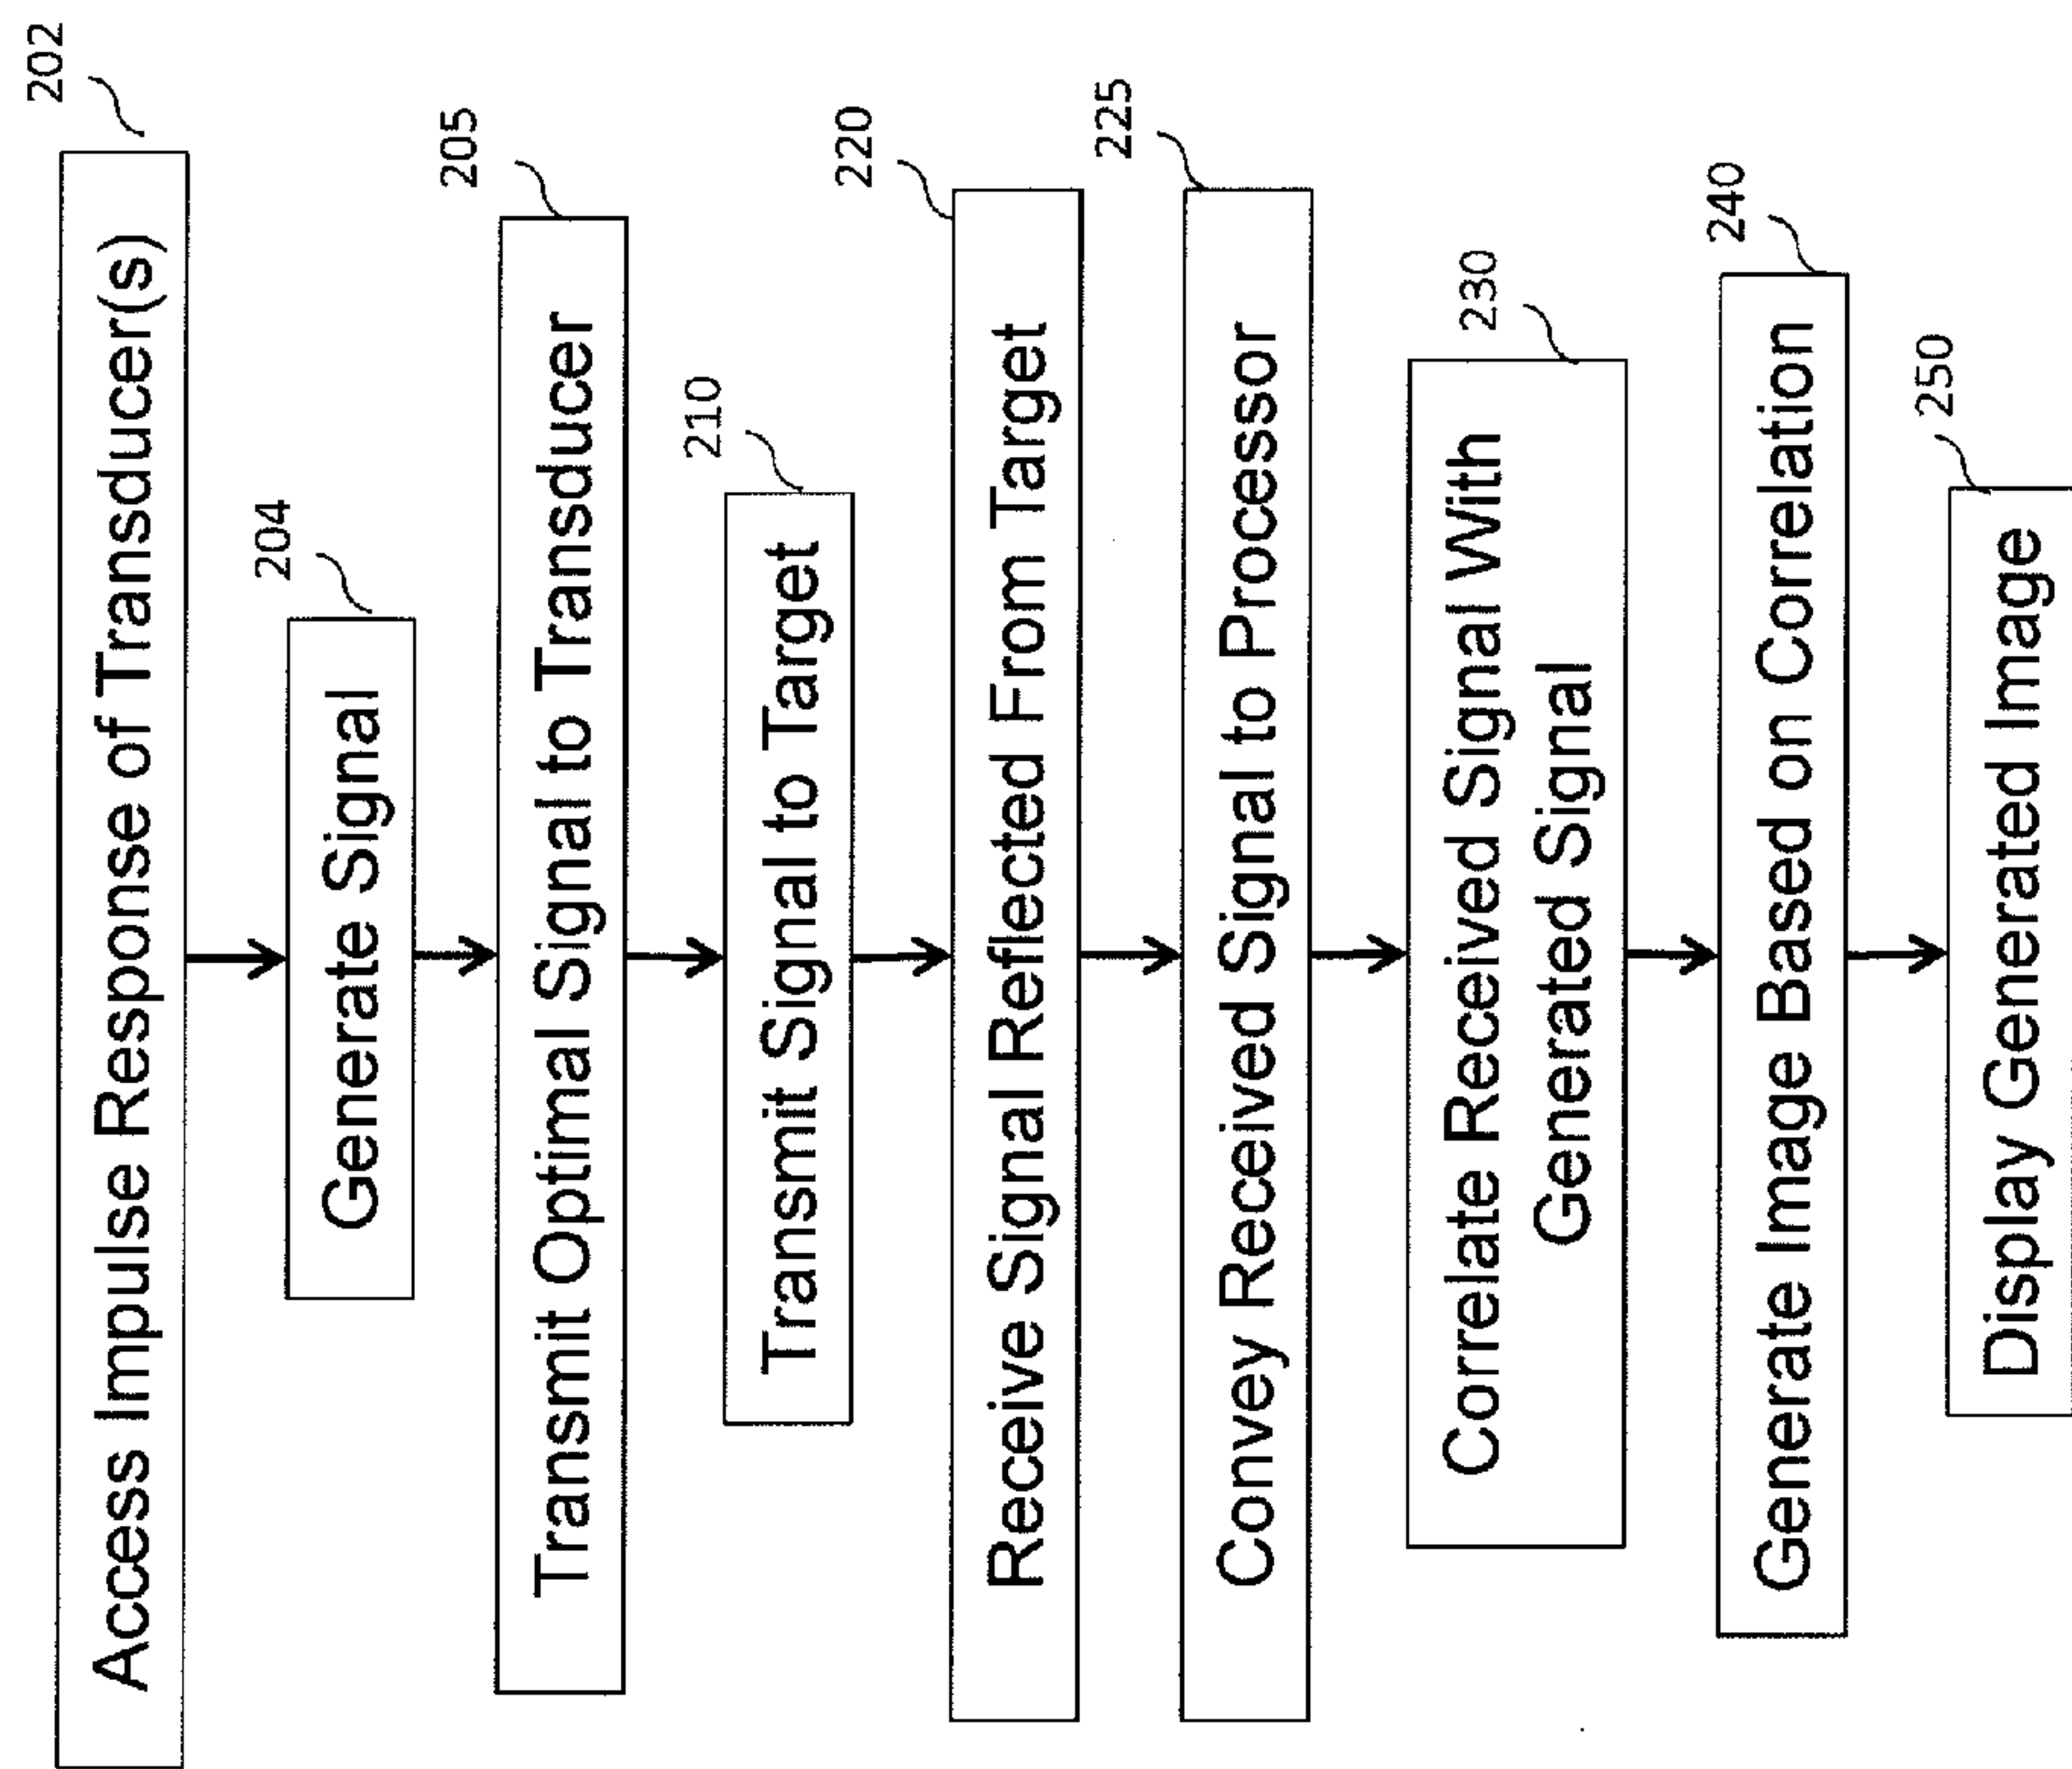 202
Access Impulse Response of Transducer(s)
204
Generate Signal
205
Transmit Optimal Signal to Transducer
210
Transmit Signal to Target
220
Receive Signal Reflected From Target
225
Convey Received Signal to Processor
230
Correlate Received Signal With
Generated Signal
240
Generate Image Based on Correlation
250
Display Generated Image